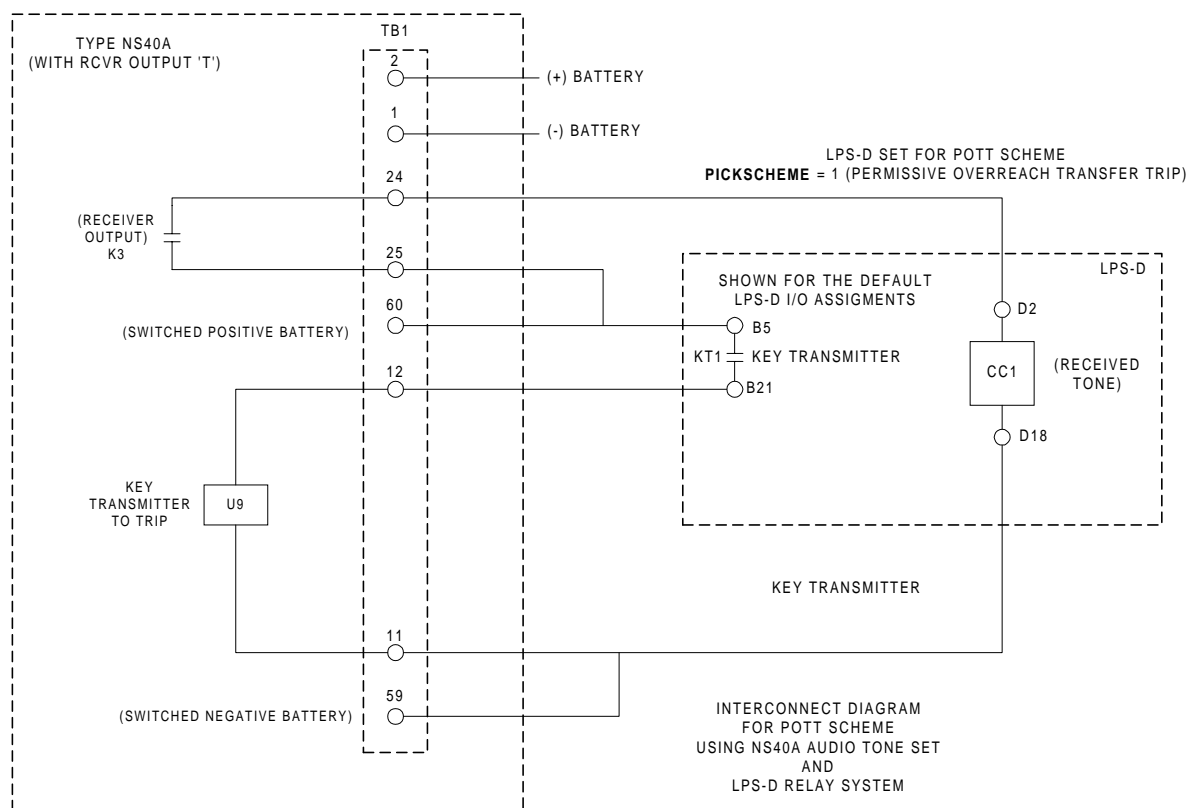 TYPE NS40A
(WITH RCVR OUTPUT 'T')
TB1
2
(+) BATTERY
1
(-) BATTERY
24
LPS-D SET FOR POTT SCHEME
PICKSCHEME = 1 (PERMISSIVE OVERREACH TRANSFER TRIP)
(RECEIVER
OUTPUT)
K3
25
60
(SWITCHED POSITIVE BATTERY)
12
LPS-D
SHOWN FOR THE DEFAULT
LPS-D I/O ASSIGMENTS
B5
KT1
KEY TRANSMITTER
B21
D2
CC1
(RECEIVED
TONE)
D18
KEY
TRANSMITTER
TO TRIP
U9
KEY TRANSMITTER
11
59
(SWITCHED NEGATIVE BATTERY)
INTERCONNECT DIAGRAM
FOR POTT SCHEME
USING NS40A AUDIO TONE SET
AND
LPS-D RELAY SYSTEM